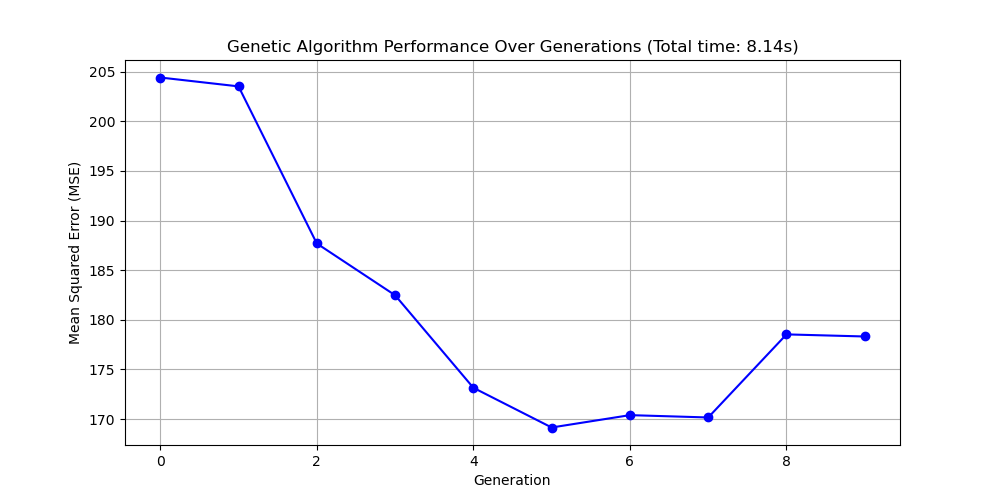 Genetic Algorithm Performance Over Generations (Total time: 8.14s)
205
200
195
190
185
180
175
170
Mean Squared Error (MSE)
0 2 4 6 8
Generation